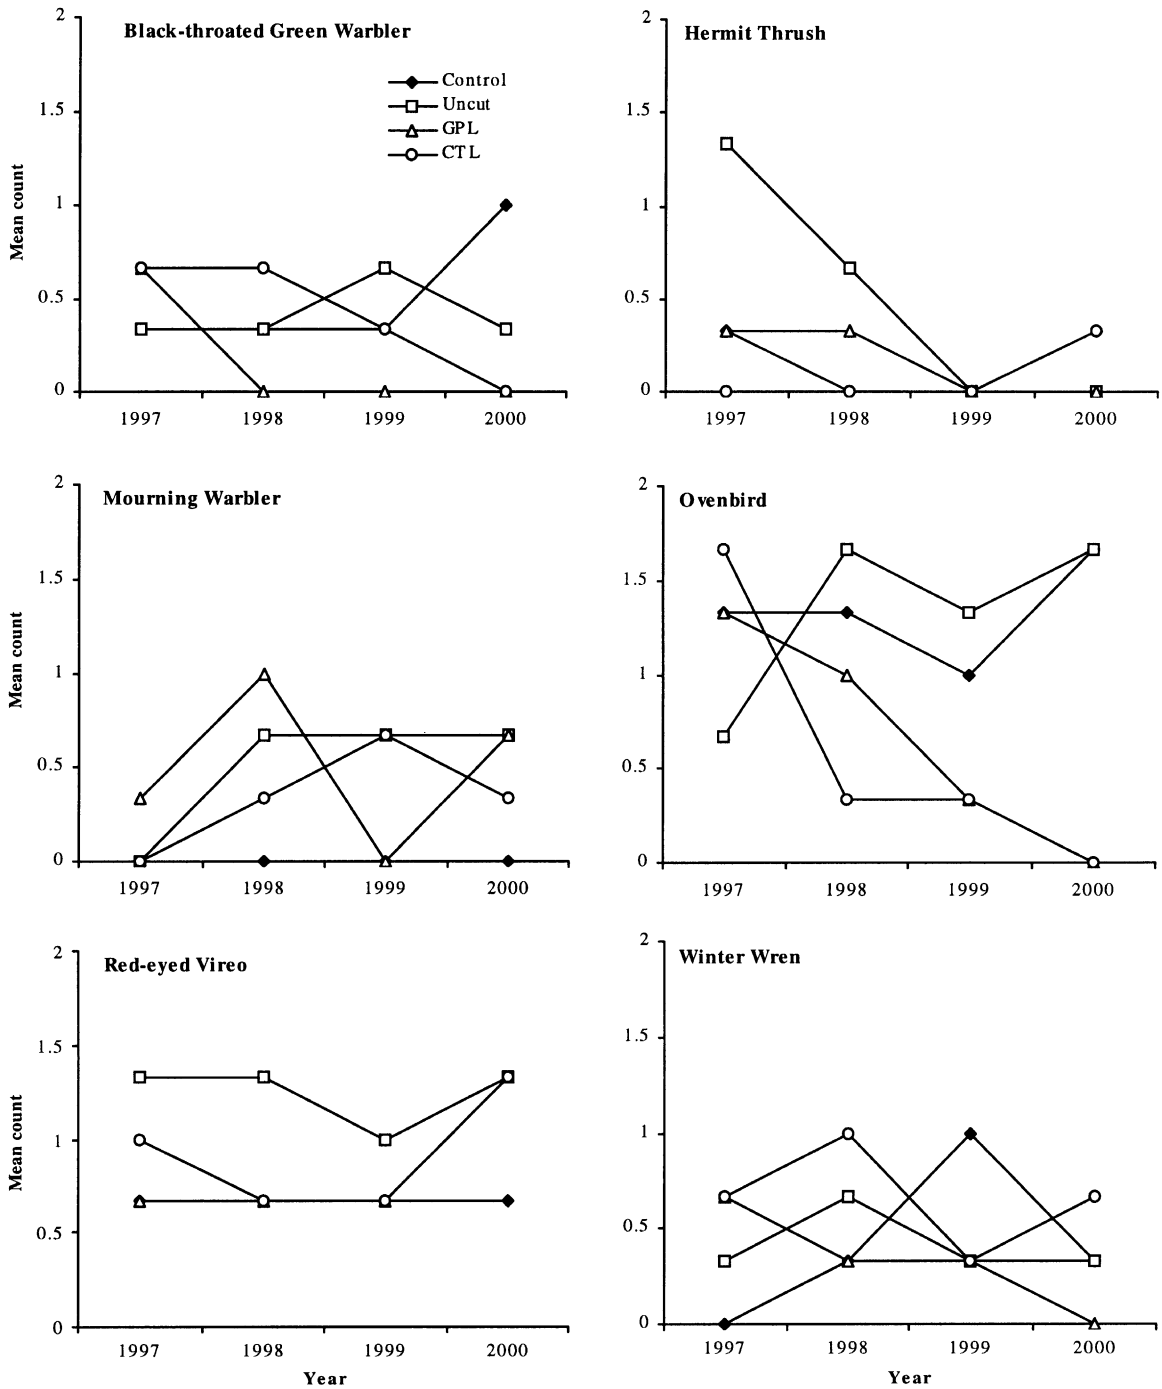 Black-throated Green Warbler
Control
Uncut
GPL
CTL
Mean count
2
1.5
1
0.5
0
1997 1998 1999 2000
Hermit Thrush
2
1.5
1
0.5
0
1997 1998 1999 2000
Mourning Warbler
Mean count
2
1.5
1
0.5
0
1997 1998 1999 2000
Ovenbird
2
1.5
1
0.5
0
1997 1998 1999 2000
Red-eyed Vireo
Mean count
2
1.5
1
0.5
0
1997 1998 1999 2000
Year
Winter Wren
2
1.5
1
0.5
0
1997 1998 1999 2000
Year